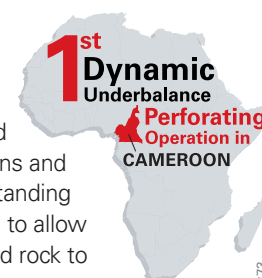 1st
Dynamic
Underbalance
Perforating
Operation in
CAMEROON
ns and
tanding
to allow
d rock to